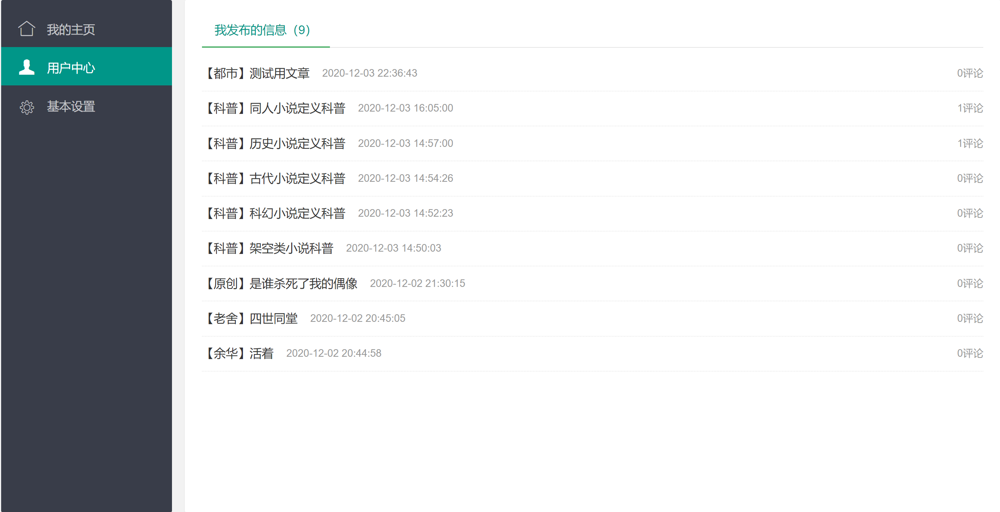 我的主页
用户中心
基本设置
我发布的信息（9）
【都市】测试用文章 2020-12-03 22:36:43 0评论
【科普】同人小说定义科普 2020-12-03 16:05:00 1评论
【科普】历史小说定义科普 2020-12-03 14:57:00 1评论
【科普】古代小说定义科普 2020-12-03 14:54:26 0评论
【科普】科幻小说定义科普 2020-12-03 14:52:23 0评论
【科普】架空类小说科普 2020-12-03 14:50:03 0评论
【原创】是谁杀死了我的偶像 2020-12-02 21:30:15 0评论
【老舍】四世同堂 2020-12-02 20:45:05 0评论
【余华】活着 2020-12-02 20:44:58 0评论